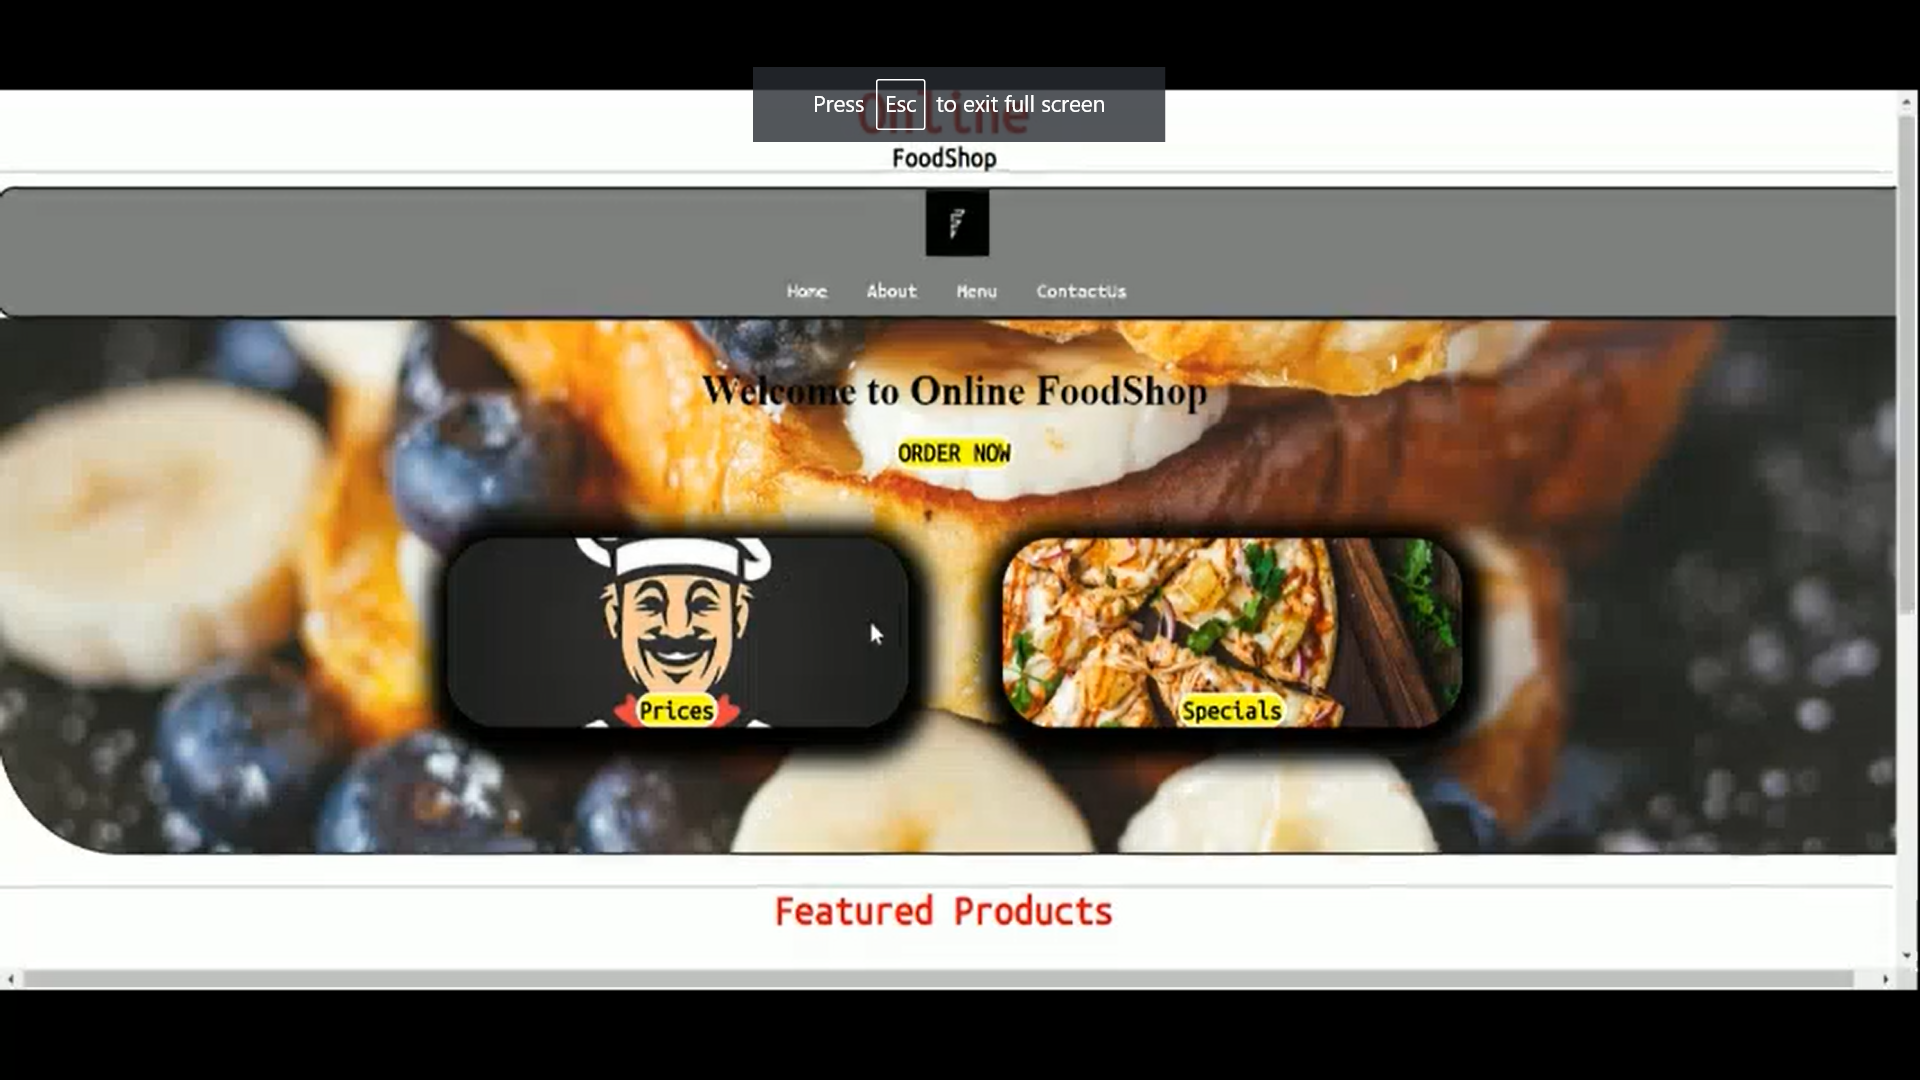 Press Esc to exit full screen
Online
FoodShop
Home About Menu ContactUs
Welcome to Online FoodShop
ORDER NOW
Prices
Specials
Featured Products